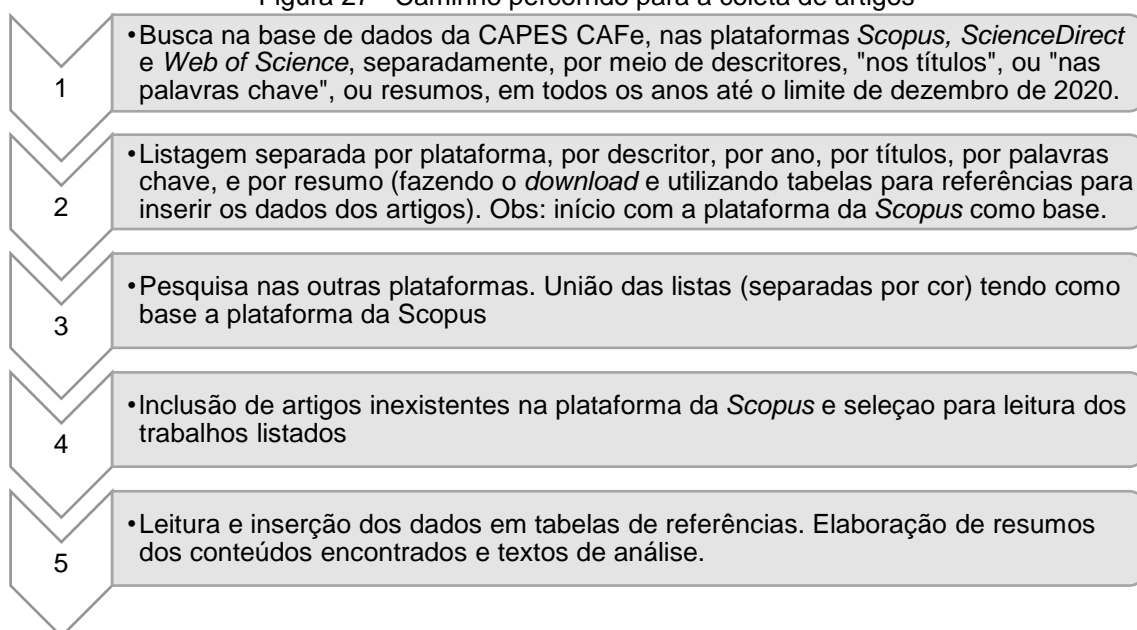 Figura 27 - Caminho percorrido para a coleta de artigos
1
•Busca na base de dados da CAPES CAFe, nas plataformas Scopus, ScienceDirect
e Web of Science, separadamente, por meio de descritores, "nos títulos", ou "nas
palavras chave", ou resumos, em todos os anos até o limite de dezembro de 2020.
2
•Listagem separada por plataforma, por descritor, por ano, por títulos, por palavras
chave, e por resumo (fazendo o download e utilizando tabelas para referências para
inserir os dados dos artigos). Obs: início com a plataforma da Scopus como base.
3
•Pesquisa nas outras plataformas. União das listas (separadas por cor) tendo como
base a plataforma da Scopus
4
•Inclusão de artigos inexistentes na plataforma da Scopus e seleçao para leitura dos
trabalhos listados
5
•Leitura e inserção dos dados em tabelas de referências. Elaboração de resumos
dos conteúdos encontrados e textos de análise.